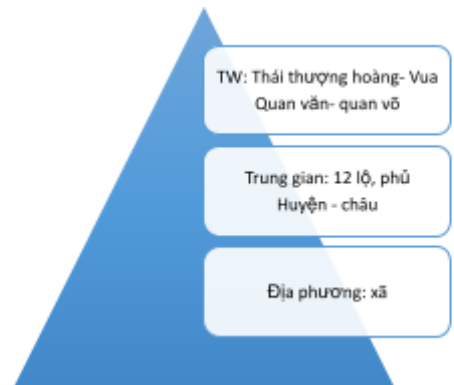 TW: Thái thượng hoàng- Vua
Quan văn- quan võ
Trung gian: 12 lộ, phủ
Huyện - châu
Địa phương: xã